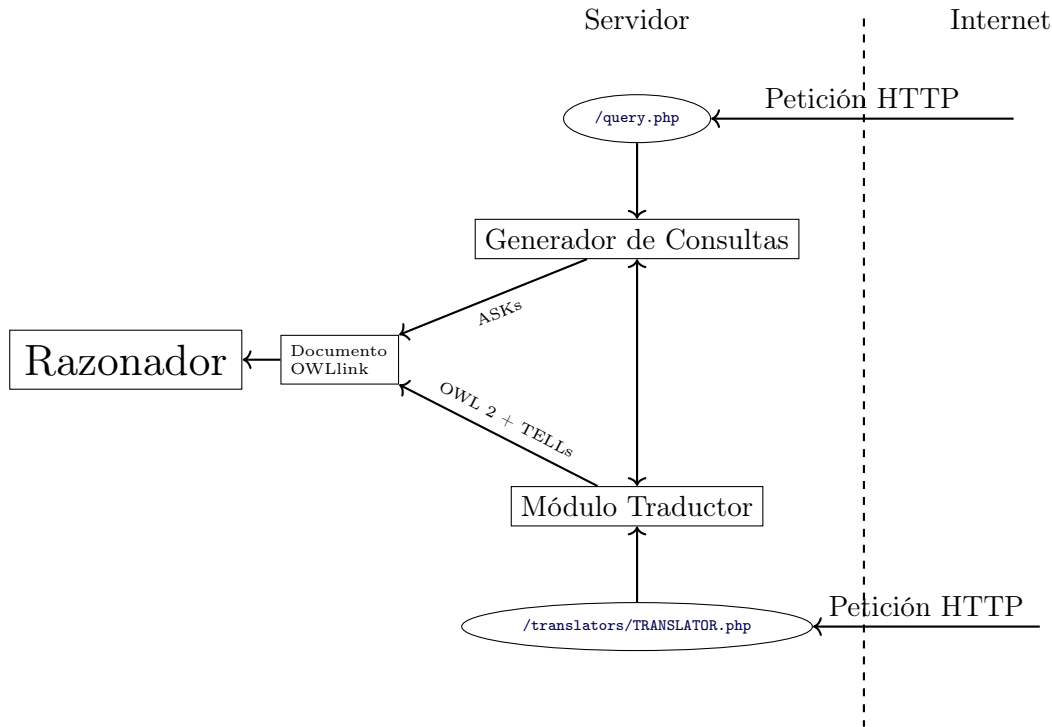 Servidor
Internet
Petición HTTP
/query.php
Generador de Consultas
ASKs
Razonador
Documento
OWLlink
OWL 2 + TELLs
Módulo Traductor
Petición HTTP
/translators/TRANSLATOR.php